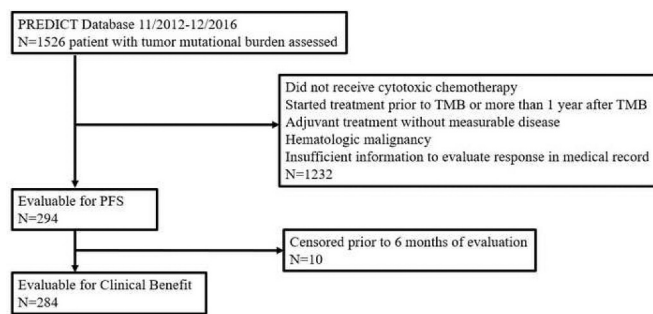 PREDICT Database 11/2012-12/2016
N=1526 patient with tumor mutational burden assessed
Did not receive cytotoxic chemotherapy
Started treatment prior to TMB or more than 1 year after TMB
Adjuvant treatment without measurable disease
Hematologic malignancy
Insufficient information to evaluate response in medical record
N=1232
Evaluable for PFS
N=294
Censored prior to 6 months of evaluation
N=10
Evaluable for Clinical Benefit
N=284